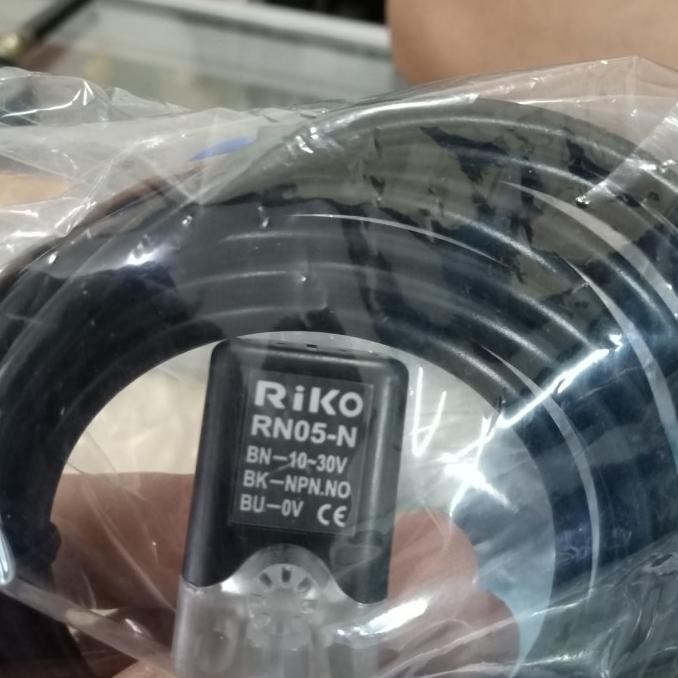 RiKO
RN05-N
BN-10~30V
BK-NPN.NO
BU-0V CE